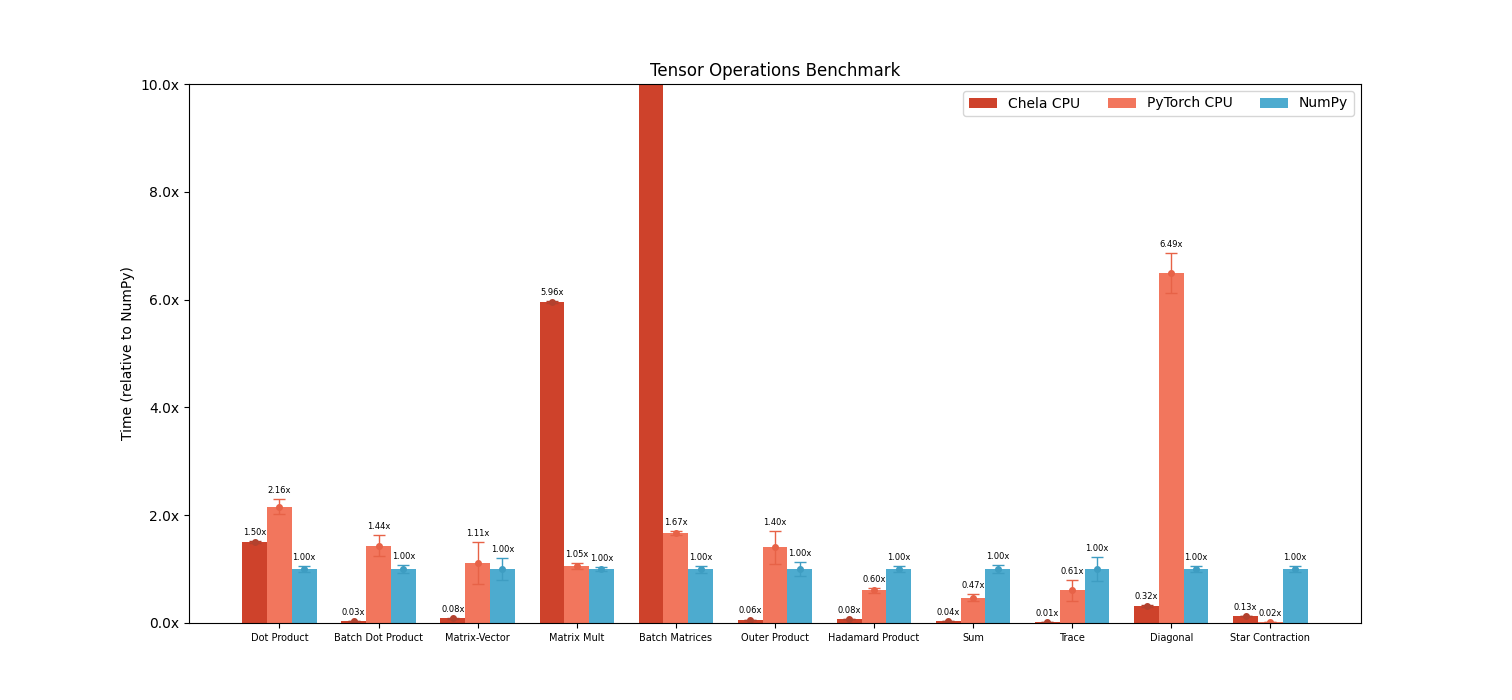 Tensor Operations Benchmark
Chela CPU PyTorch CPU NumPy
Time (relative to NumPy)
10.0x
8.0x
6.0x
4.0x
2.0x
0.0x
1.50x 2.16x 1.00x
0.03x 1.44x 1.00x
0.08x 1.11x 1.00x
5.96x 1.05x 1.00x
1.67x 1.00x
0.06x 1.40x 1.00x
0.08x 0.60x 1.00x
0.04x 0.47x 1.00x
0.01x 0.61x 1.00x
0.32x 6.49x 1.00x
0.13x 0.02x 1.00x
Dot Product Batch Dot Product Matrix-Vector Matrix Mult Batch Matrices Outer Product Hadamard Product Sum Trace Diagonal Star Contraction